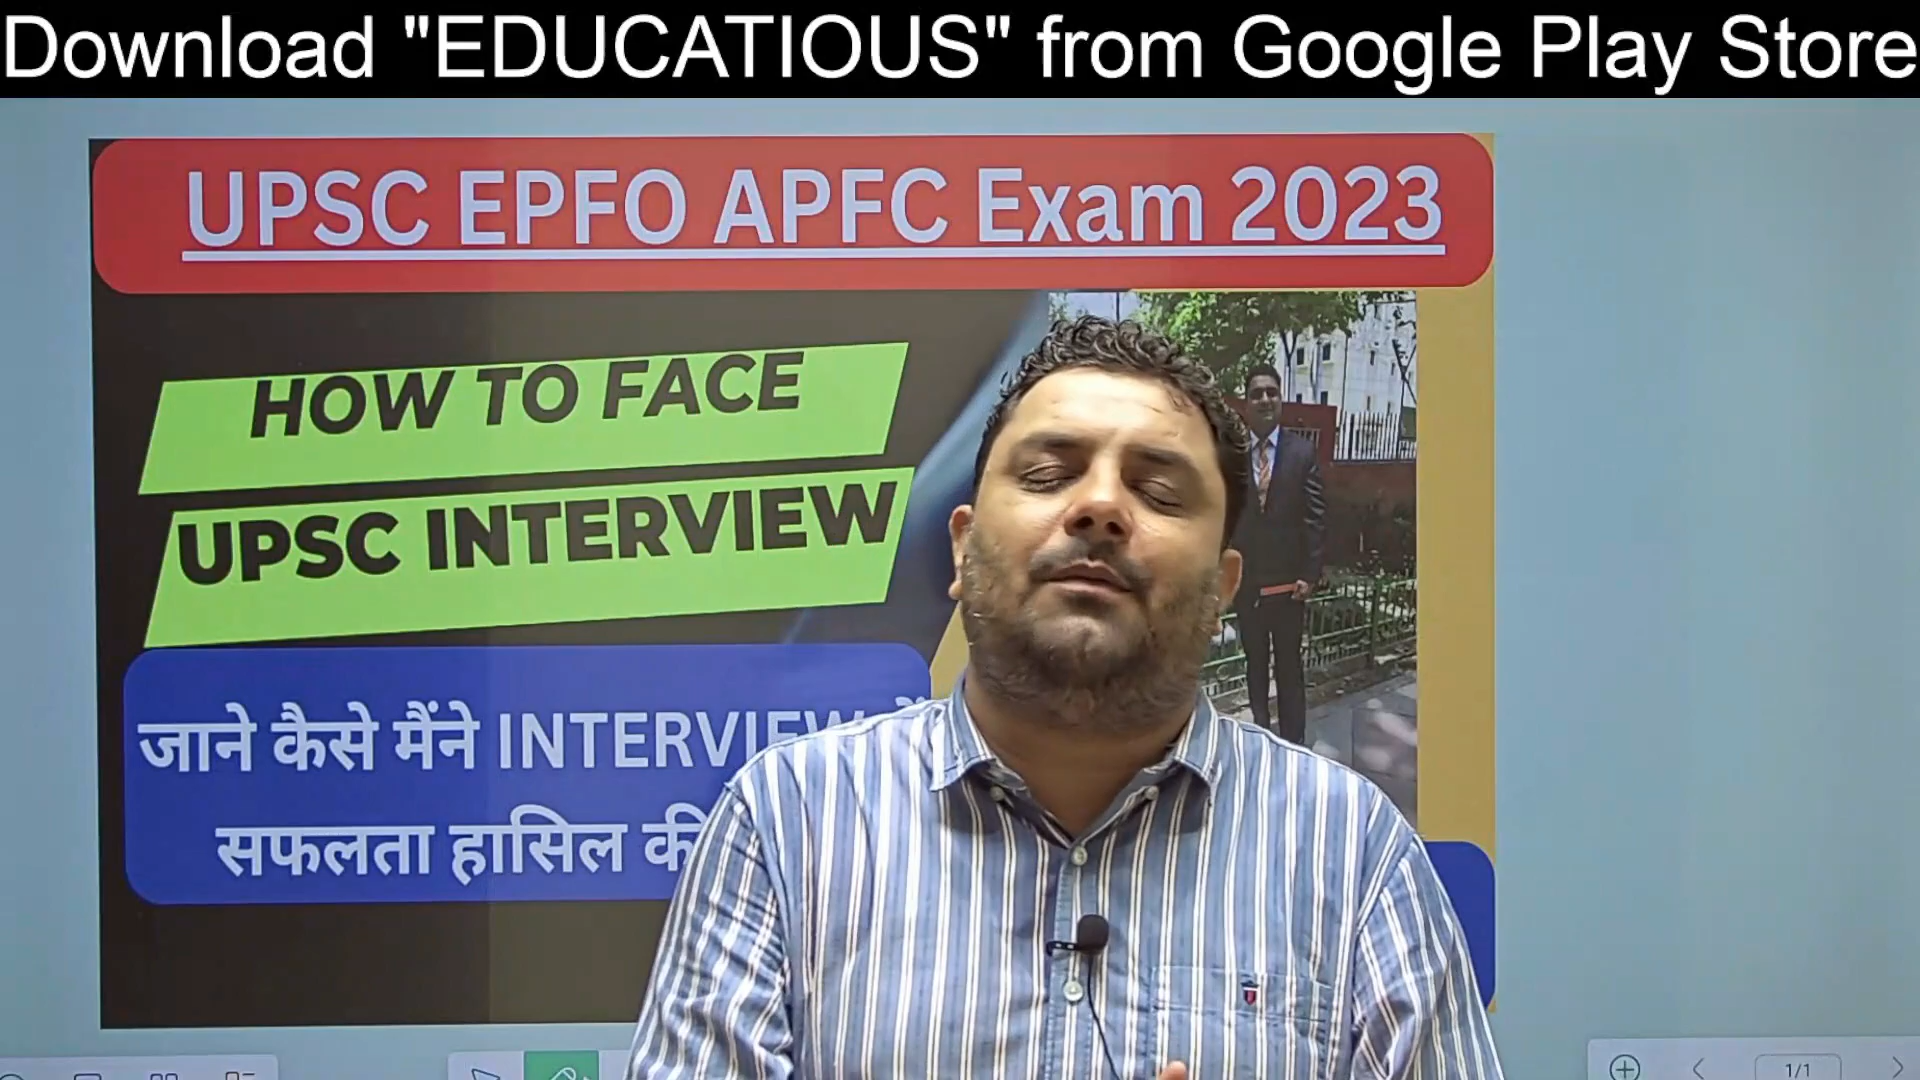 Download "EDUCATIOUS" from Google Play Store
UPSC EPFO APFC Exam 2023
HOW TO FACE
UPSC INTERVIEW
जाने कैसे मैंने INTERVIEW में
सफलता हासिल की
1/1